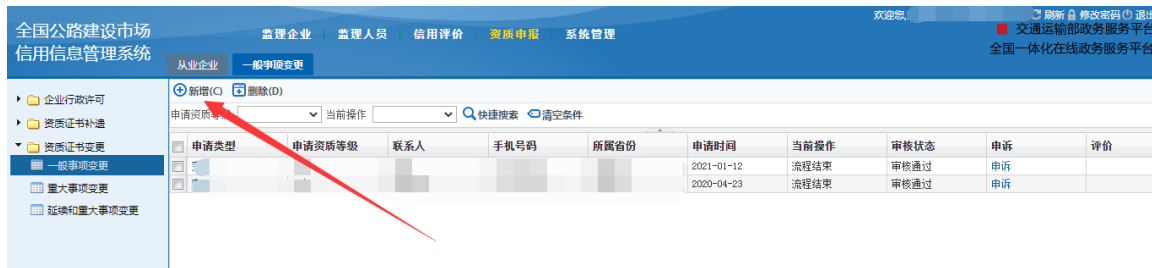 欢迎您, 刷新 修改密码 退出
全国公路建设市场
信用信息管理系统
监理企业 监理人员 信用评价 资质申报 系统管理
交通运输部政务服务平台
全国一体化在线政务服务平台
从业企业 一般事项变更
企业行政许可
资质证书补遗
资质证书变更
一般事项变更
重大事项变更
延续和重大事项变更
新增(C) 删除(D)
申请资质等级 当前操作 快捷搜索 清空条件
申请类型 申请资质等级 联系人 手机号码 所属省份 申请时间 当前操作 审核状态 申诉 评价
2021-01-12 流程结束 审核通过 申诉
2020-04-23 流程结束 审核通过 申诉